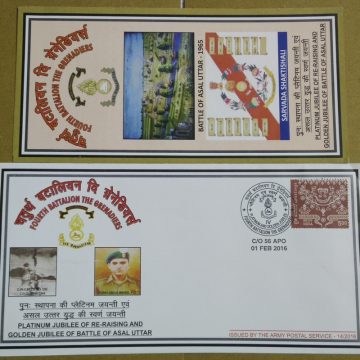 चतुर्थ बटालियन दि ग्रेनेडियर्स
FOURTH BATTALION THE GRENADIERS
BATTLE OF ASAL UTTAR - 1965
SARVADA SHAKTISHALI
पुनः स्थापना की प्लेटिनम जयन्ती एवं
असल उत्तर युद्ध की स्वर्ण जयन्ती
PLATINUM JUBILEE OF RE-RAISING AND
GOLDEN JUBILEE OF BATTLE OF ASAL UTTAR
चतुर्थ बटालियन दि ग्रेनेडियर्स
FOURTH BATTALION THE GRENADIERS
C/O 56 APO
01 FEB 2016
पुनः स्थापना की प्लेटिनम जयन्ती एवं
असल उत्तर युद्ध की स्वर्ण जयन्ती
PLATINUM JUBILEE OF RE-RAISING AND
GOLDEN JUBILEE OF BATTLE OF ASAL UTTAR
ISSUED BY THE ARMY POSTAL SERVICE - 14/2016